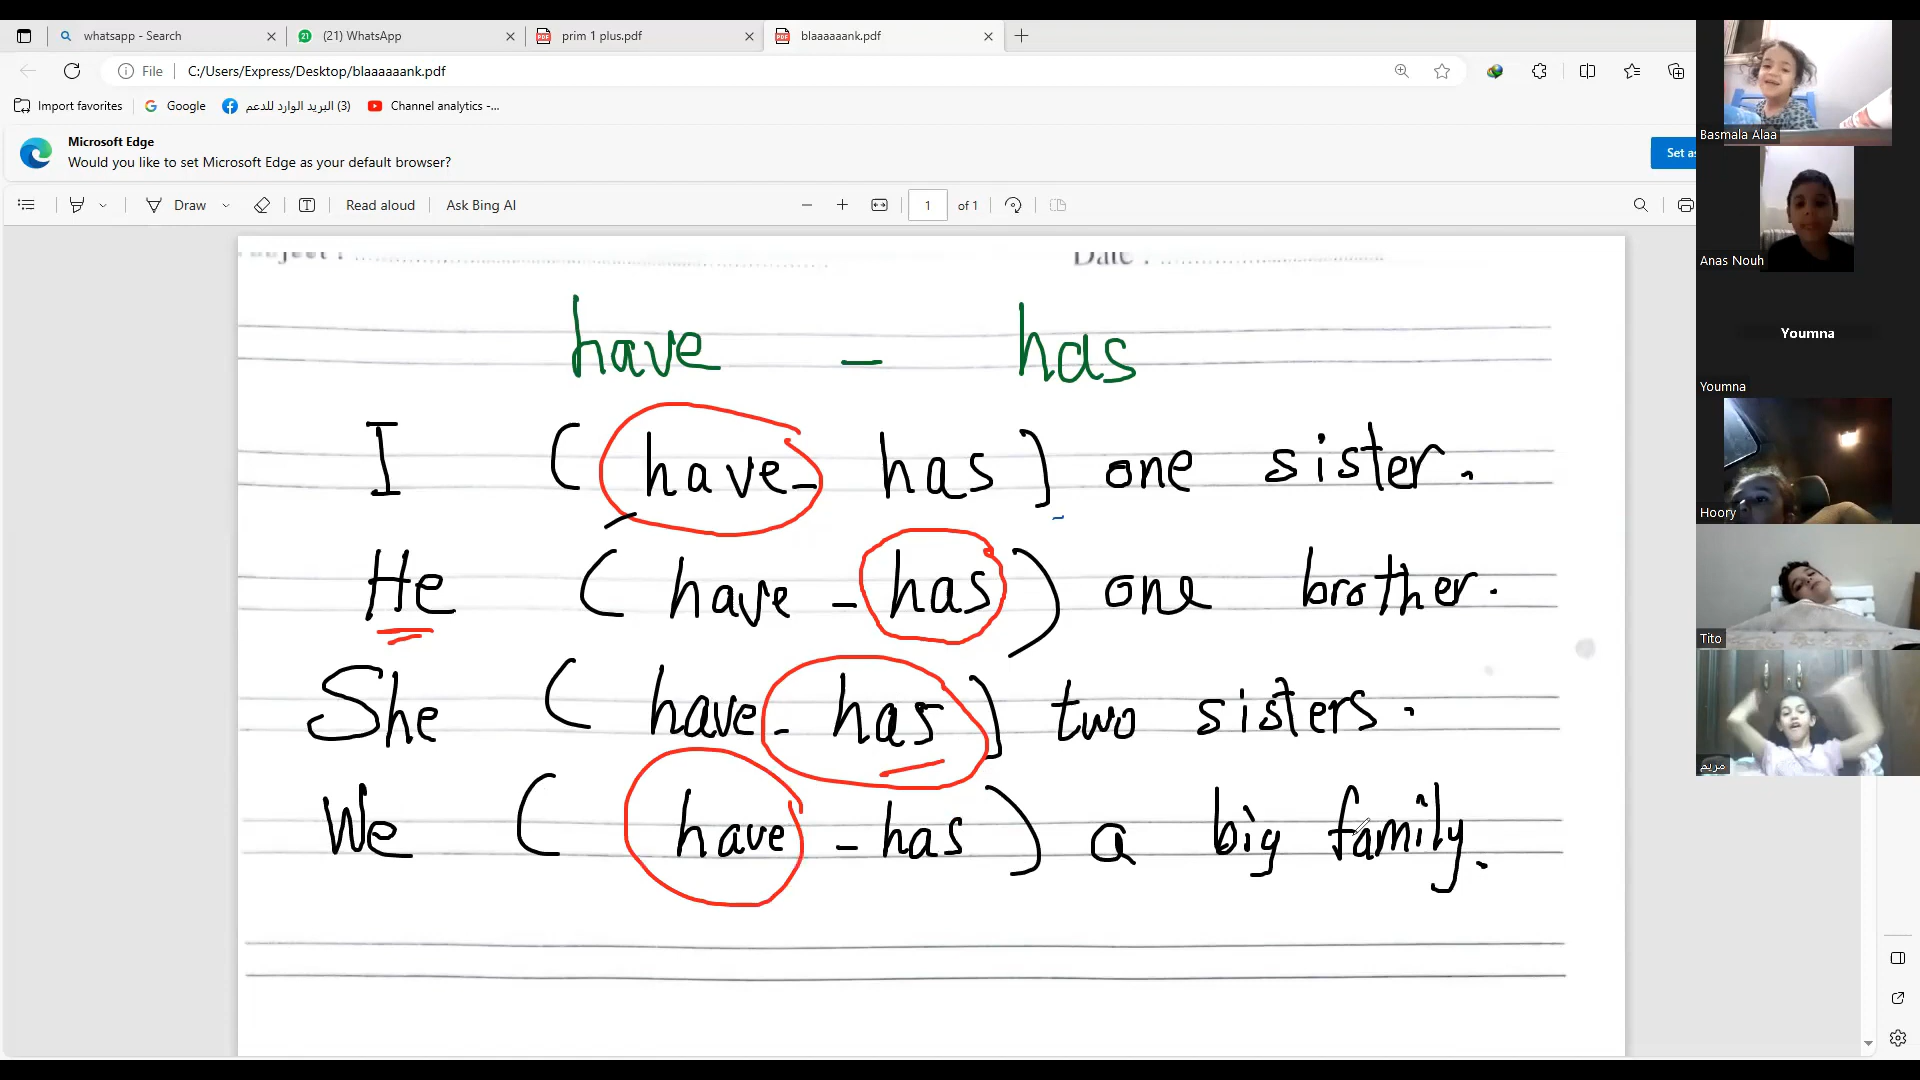 whatsapp - Search
(21) WhatsApp
prim 1 plus.pdf
blaaaaaank.pdf
File
C:/Users/Express/Desktop/blaaaaaank.pdf
Import favorites
Google
(3) البريد الوارد للدعم
Channel analytics -...
Microsoft Edge
Would you like to set Microsoft Edge as your default browser?
Set as
Draw
Read aloud
Ask Bing AI
1 of 1
Date :
have - has
I ( have - has ) one sister.
He ( have - has ) one brother.
She ( have - has ) two sisters.
We ( have - has ) a big family.
Basmala Alaa
Anas Nouh
Youmna
Youmna
Hoory
Tito
مريم